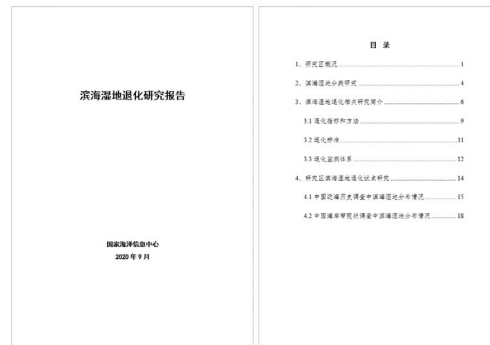 滨海湿地退化研究报告
国家海洋信息中心
2020 年 9 月
目 录
1、研究区概况 1
2、滨海湿地分类研究 4
3、滨海湿地退化相关研究简介 6
3.1 退化指标和方法 9
3.2 退化标准 11
3.3 退化监测体系 12
4、研究区滨海湿地退化试点研究 14
4.1 中国近海历史调查中滨海湿地分布情况 15
4.2 中国海岸带现状调查中滨海湿地分布情况 18